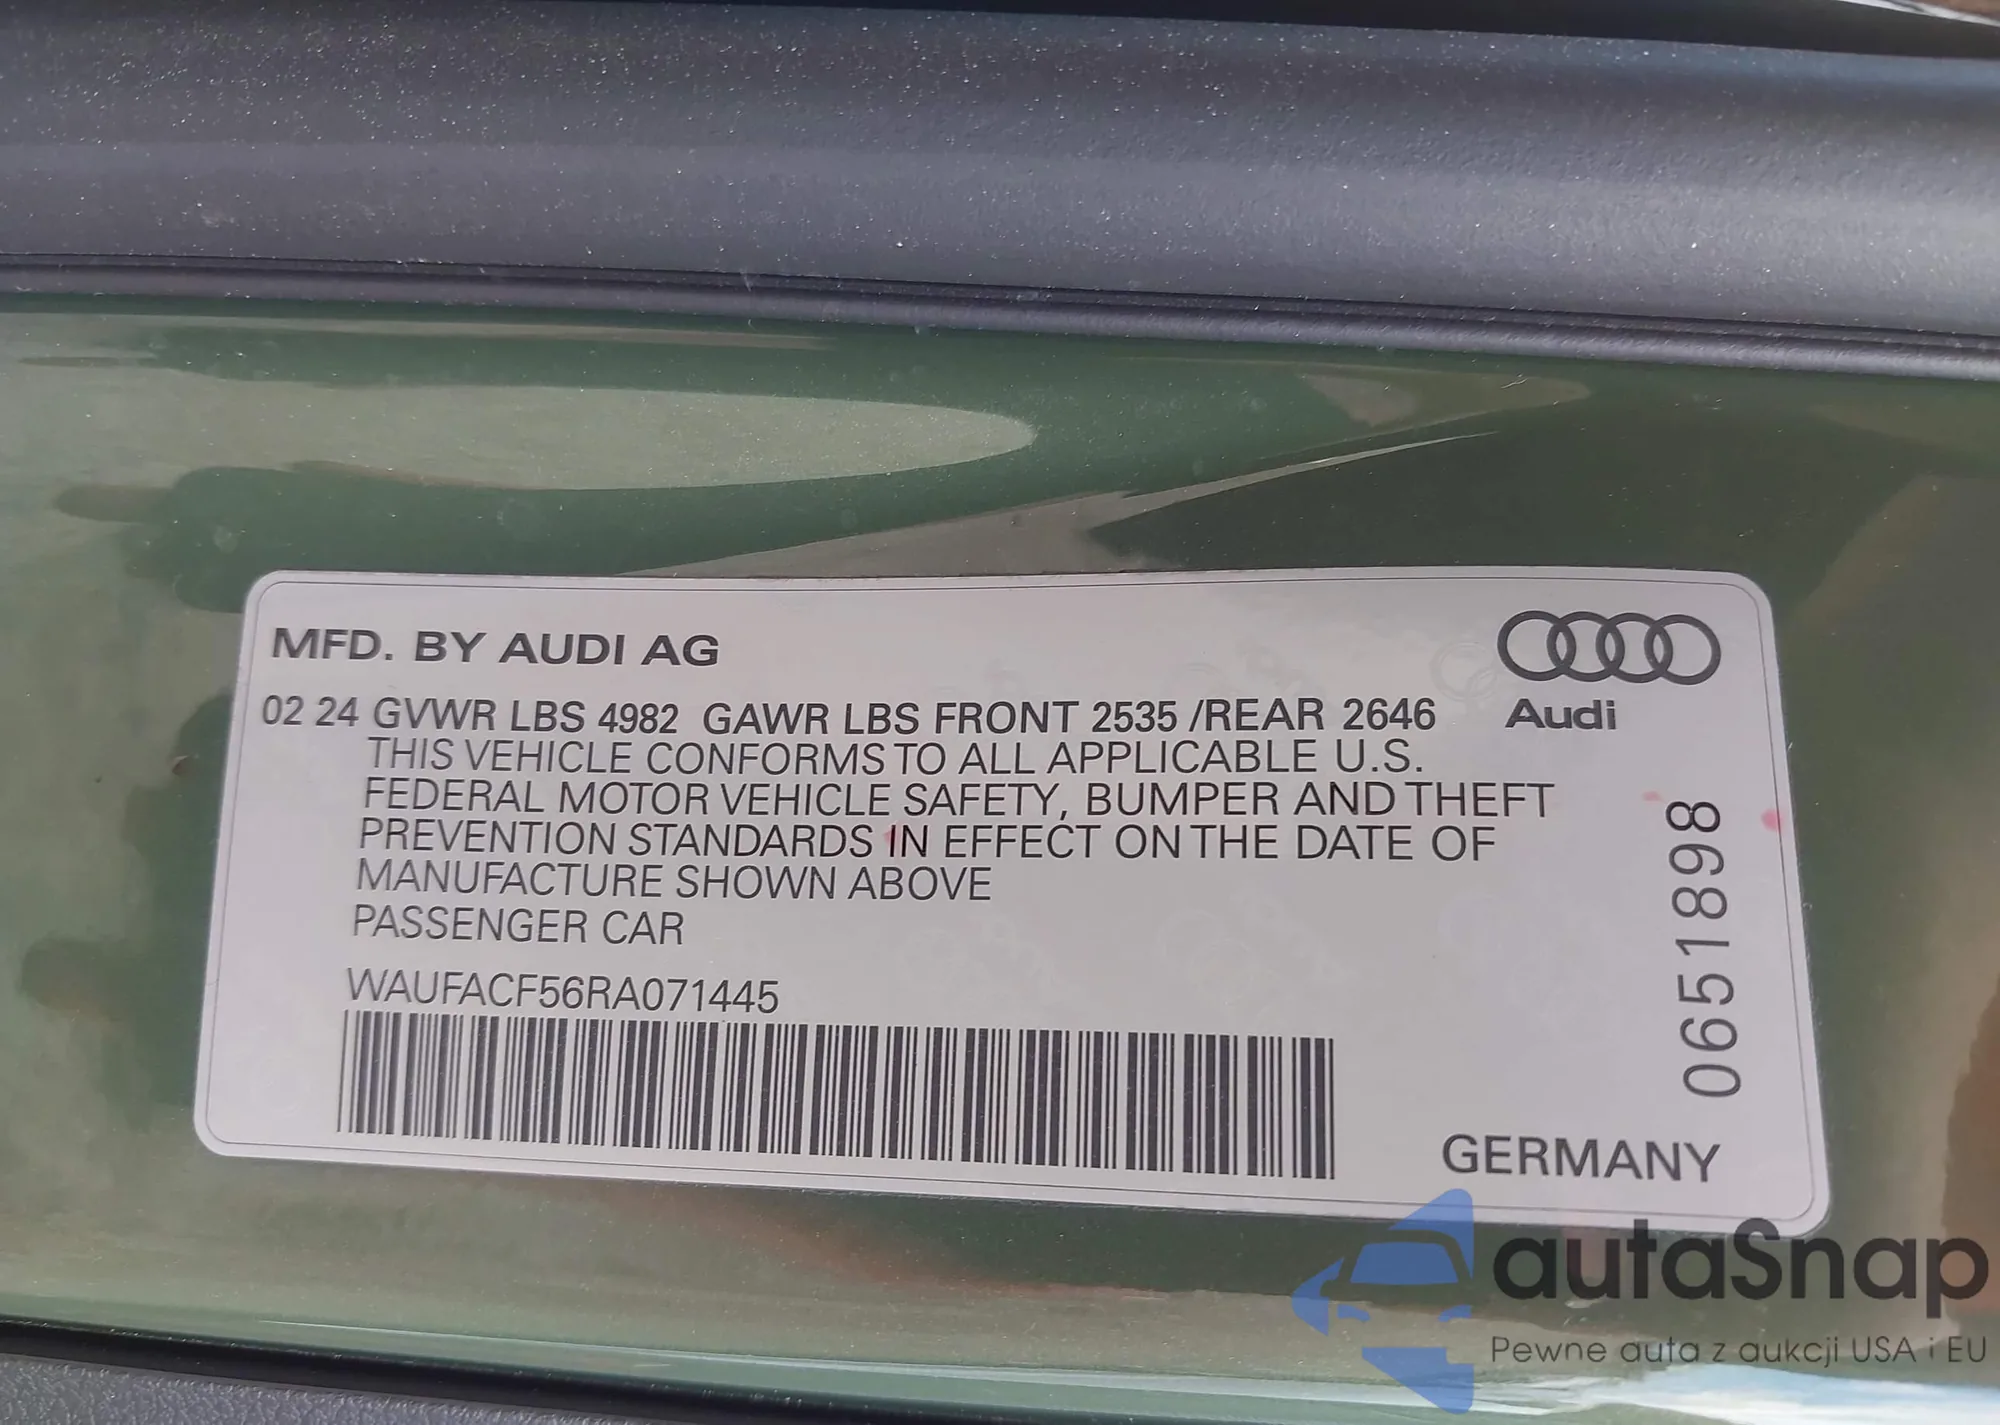 MFD. BY AUDI AG
02 24 GVWR LBS 4982 GAWR LBS FRONT 2535 /REAR 2646
Audi
THIS VEHICLE CONFORMS TO ALL APPLICABLE U.S.
FEDERAL MOTOR VEHICLE SAFETY, BUMPER AND THEFT
PREVENTION STANDARDS IN EFFECT ON THE DATE OF
MANUFACTURE SHOWN ABOVE
PASSENGER CAR
WAUFACF56RA071445
0651898
GERMANY
autaSnap
Pewne auta z aukcji USA i EU